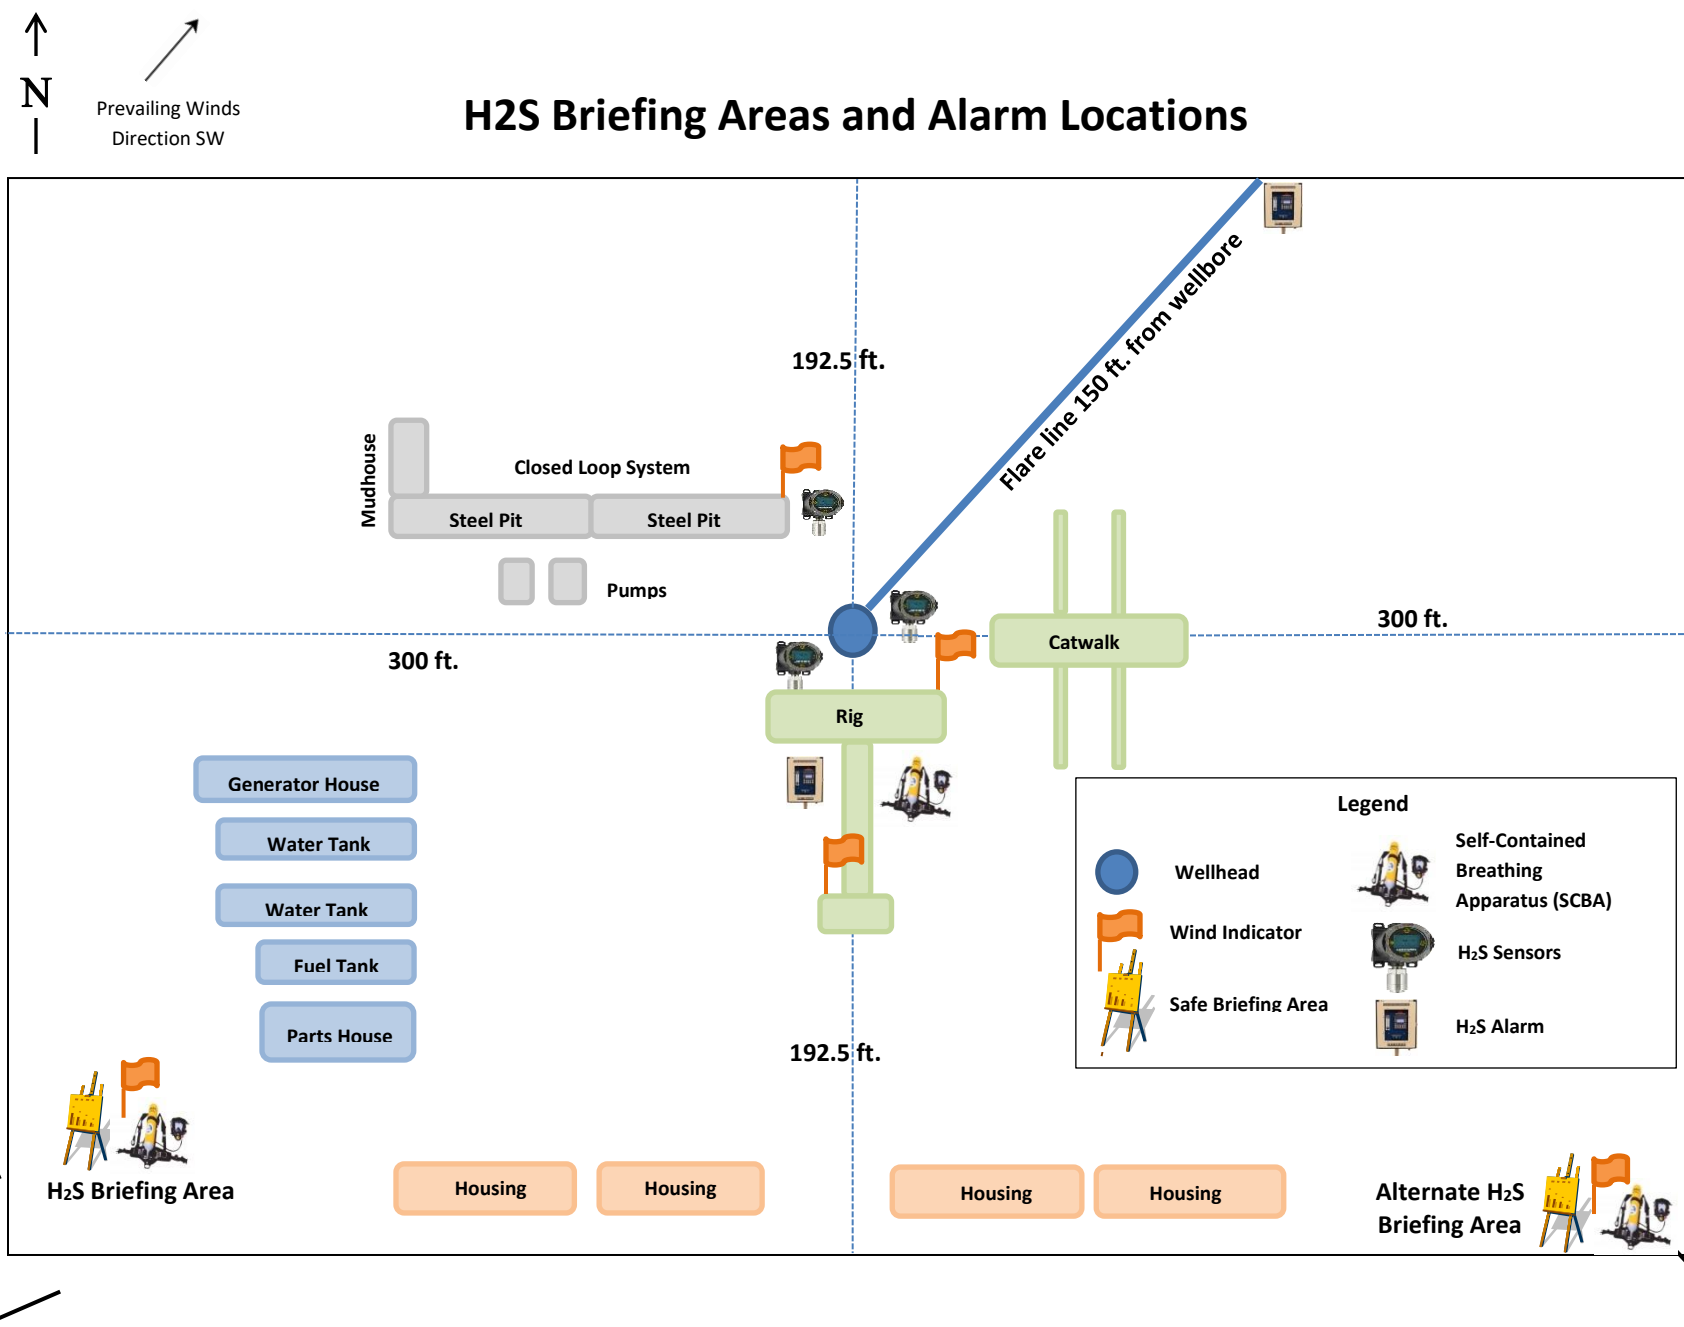 N
Prevailing Winds
Direction SW
H2S Briefing Areas and Alarm Locations
192.5 ft.
Flare line 150 ft. from wellbore
Mudhouse
Closed Loop System
Steel Pit
Steel Pit
Pumps
300 ft.
300 ft.
Catwalk
Rig
Generator House
Water Tank
Water Tank
Fuel Tank
Parts House
192.5 ft.
Legend
Wellhead
Wind Indicator
Safe Briefing Area
Self-Contained
Breathing
Apparatus (SCBA)
H₂S Sensors
H₂S Alarm
H₂S Briefing Area
Housing
Housing
Housing
Housing
Alternate H₂S
Briefing Area